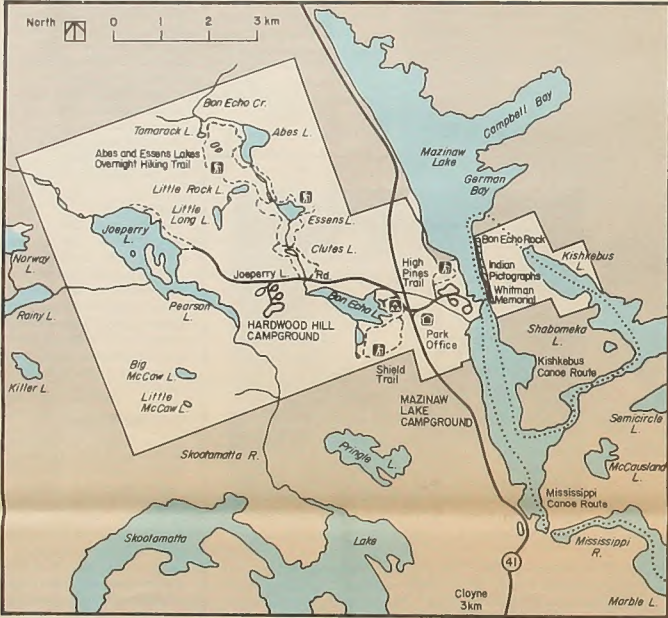 North
0 1 2 3 km
Bon Echo Cr.
Tamarack L.
Abes L.
Abes and Essens Lakes
Overnight Hiking Trail
Campbell Bay
Mazinaw
Lake
German
Bay
Little Rock L.
Little
Long L.
Essens L.
Joeperry
L.
Clutes L.
Bon Echo Rock
Kishkebus
L.
Norway
L.
High
Pines
Trail
Indian
Pictographs
Whitman
Memorial
Joeperry L. Rd.
Pearson
L.
Bon Echo L.
Rainy L.
HARDWOOD HILL
CAMPGROUND
Park
Office
Shabomeka
L.
Kishkebus
Canoe Route
Big
McCaw L.
Shield
Trail
Killer L.
Little
McCaw L.
MAZINAW
LAKE
CAMPGROUND
Semicircle
L.
Skootamatta R.
Pringle
L.
McCausland
L.
Mississippi
Canoe Route
Skootamatta
Lake
Mississippi
R.
41
Cloyne
3km
Marble L.